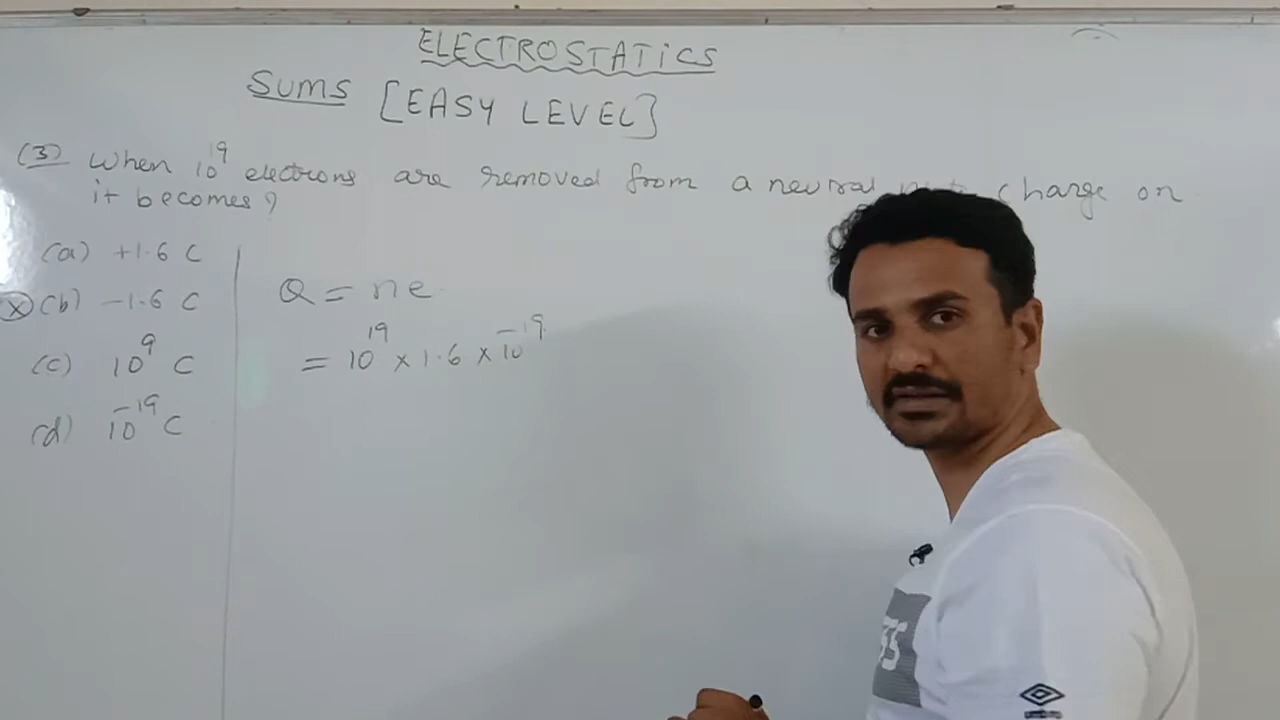 ELECTROSTATICS
SUMS [EASY LEVEL]
(3) When 10^19 electrons are removed from a neural charge on
it becomes?
(a) +1.6 C
(b) -1.6 C
(c) 10^9 C
(d) 10^-19 C
Q = ne
= 10^19 × 1.6 × 10^-19